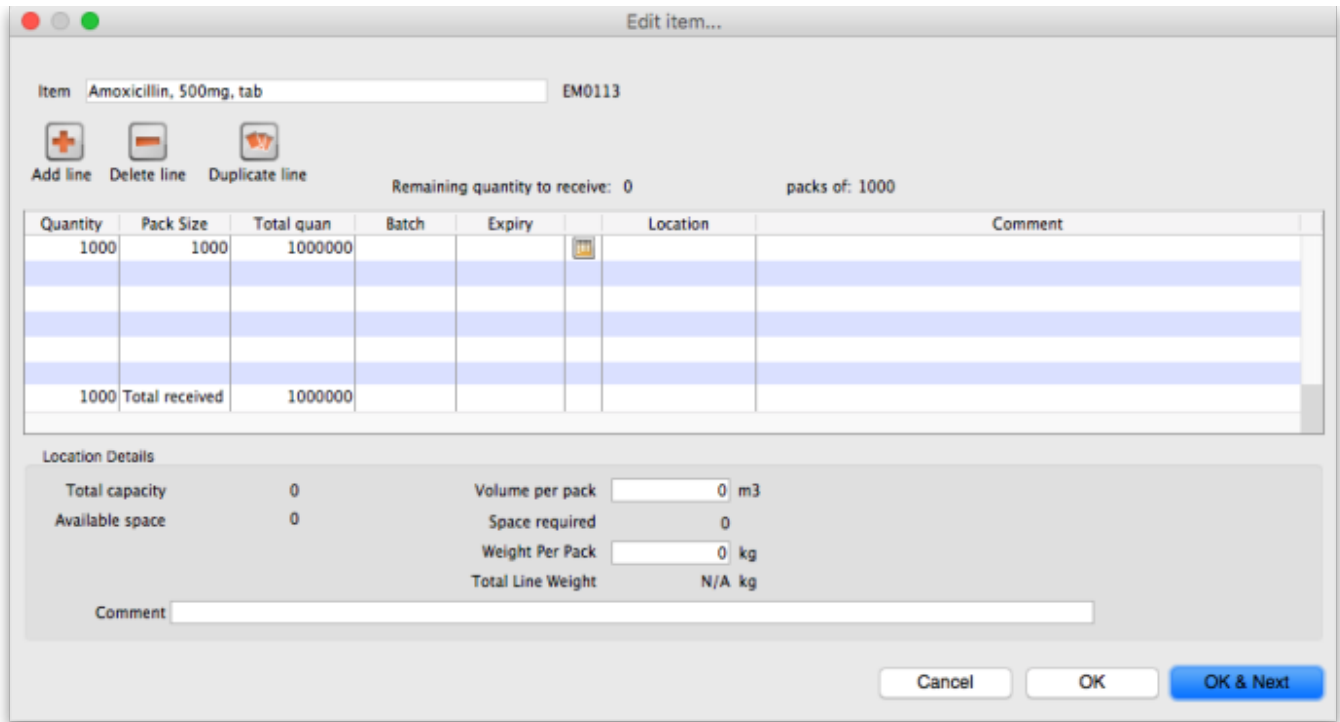 Edit item...
Item Amoxicillin, 500mg, tab EM0113
Add line Delete line Duplicate line
Remaining quantity to receive: 0 packs of: 1000
Quantity Pack Size Total quan Batch Expiry Location Comment
1000 1000 1000000
1000 Total received 1000000
Location Details
Total capacity 0 Volume per pack 0 m3
Available space 0 Space required 0
Weight Per Pack 0 kg
Total Line Weight N/A kg
Comment
Cancel OK OK & Next